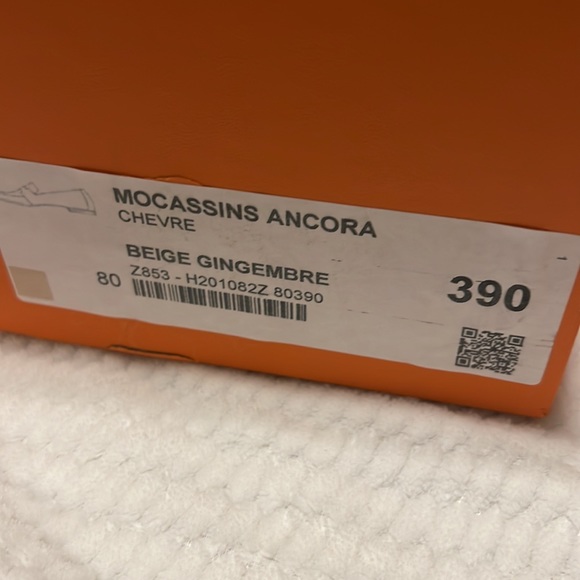 MOCASSINS ANCORA
CHEVRE
BEIGE GINGEMBRE
80 Z853 - H201082Z 80390
390